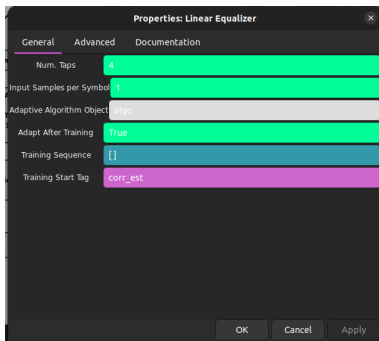 Properties: Linear Equalizer
General Advanced Documentation
Num. Taps 4
Input Samples per Symbol 1
Adaptive Algorithm Object algo
Adapt After Training True
Training Sequence []
Training Start Tag corr_est
OK Cancel Apply